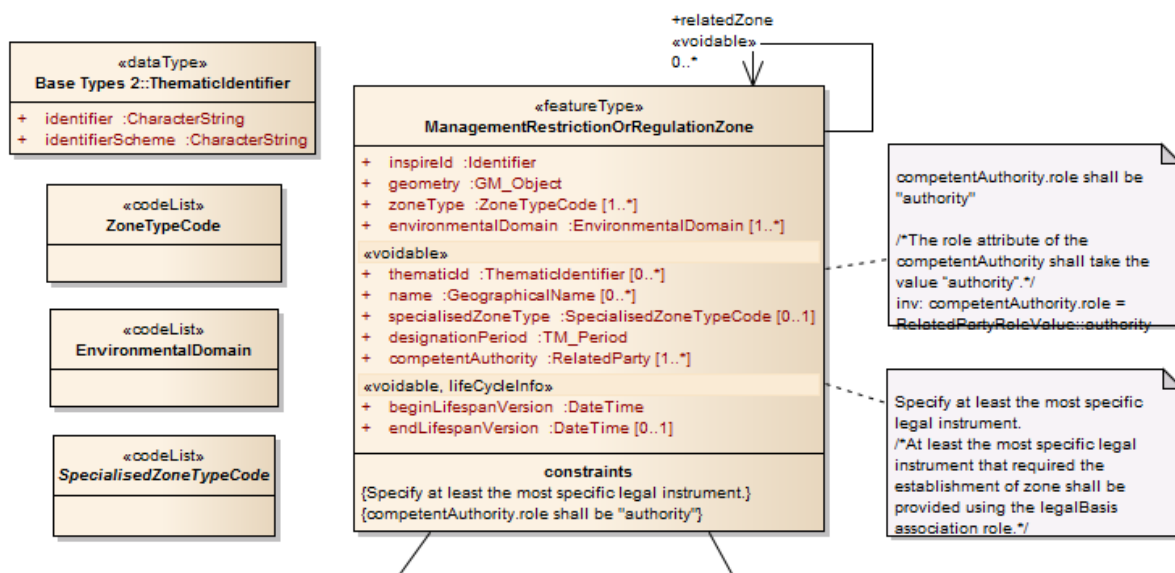 +relatedZone
«voidable»
0..*
«dataType»
Base Types 2::ThematicIdentifier
+ identifier :CharacterString
+ identifierScheme :CharacterString
«codeList»
ZoneTypeCode
«codeList»
EnvironmentalDomain
«codeList»
SpecialisedZoneTypeCode
«featureType»
ManagementRestrictionOrRegulationZone
+ inspireId :Identifier
+ geometry :GM_Object
+ zoneType :ZoneTypeCode [1..*]
+ environmentalDomain :EnvironmentalDomain [1..*]
«voidable»
+ thematicId :ThematicIdentifier [0..*]
+ name :GeographicalName [0..*]
+ specialisedZoneType :SpecialisedZoneTypeCode [0..1]
+ designationPeriod :TM_Period
+ competentAuthority :RelatedParty [1..*]
«voidable, lifeCycleInfo»
+ beginLifespanVersion :DateTime
+ endLifespanVersion :DateTime [0..1]
constraints
{Specify at least the most specific legal instrument.}
{competentAuthority.role shall be "authority"}
competentAuthority.role shall be
"authority"
/*The role attribute of the
competentAuthority shall take the
value "authority".*/
inv: competentAuthority.role =
RelatedPartyRoleValue::authority
Specify at least the most specific
legal instrument.
/*At least the most specific legal
instrument that required the
establishment of zone shall be
provided using the legalBasis
association role.*/